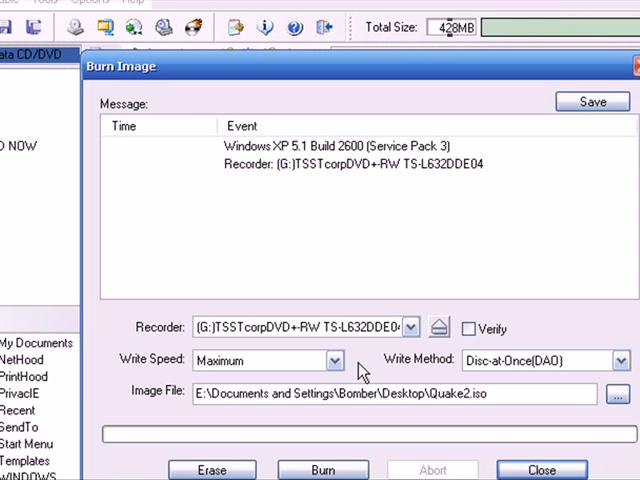 Tools Options Help
Total Size: 428MB
ata CD/DVD
Burn Image
Message:
Save
Time Event
D NOW
Windows XP 5.1 Build 2600 (Service Pack 3)
Recorder: (G:)TSSTcorpDVD+-RW TS-L632DDE04
Recorder: (G:)TSSTcorpDVD+-RW TS-L632DDE04 Verify
My Documents
NetHood
Write Speed: Maximum Write Method: Disc-at-Once(DAO)
PrintHood
PrivacIE
Image File: E:\Documents and Settings\Bomber\Desktop\Quake2.iso ...
Recent
SendTo
Start Menu
Templates
WINDOWS
Erase Burn Abort Close